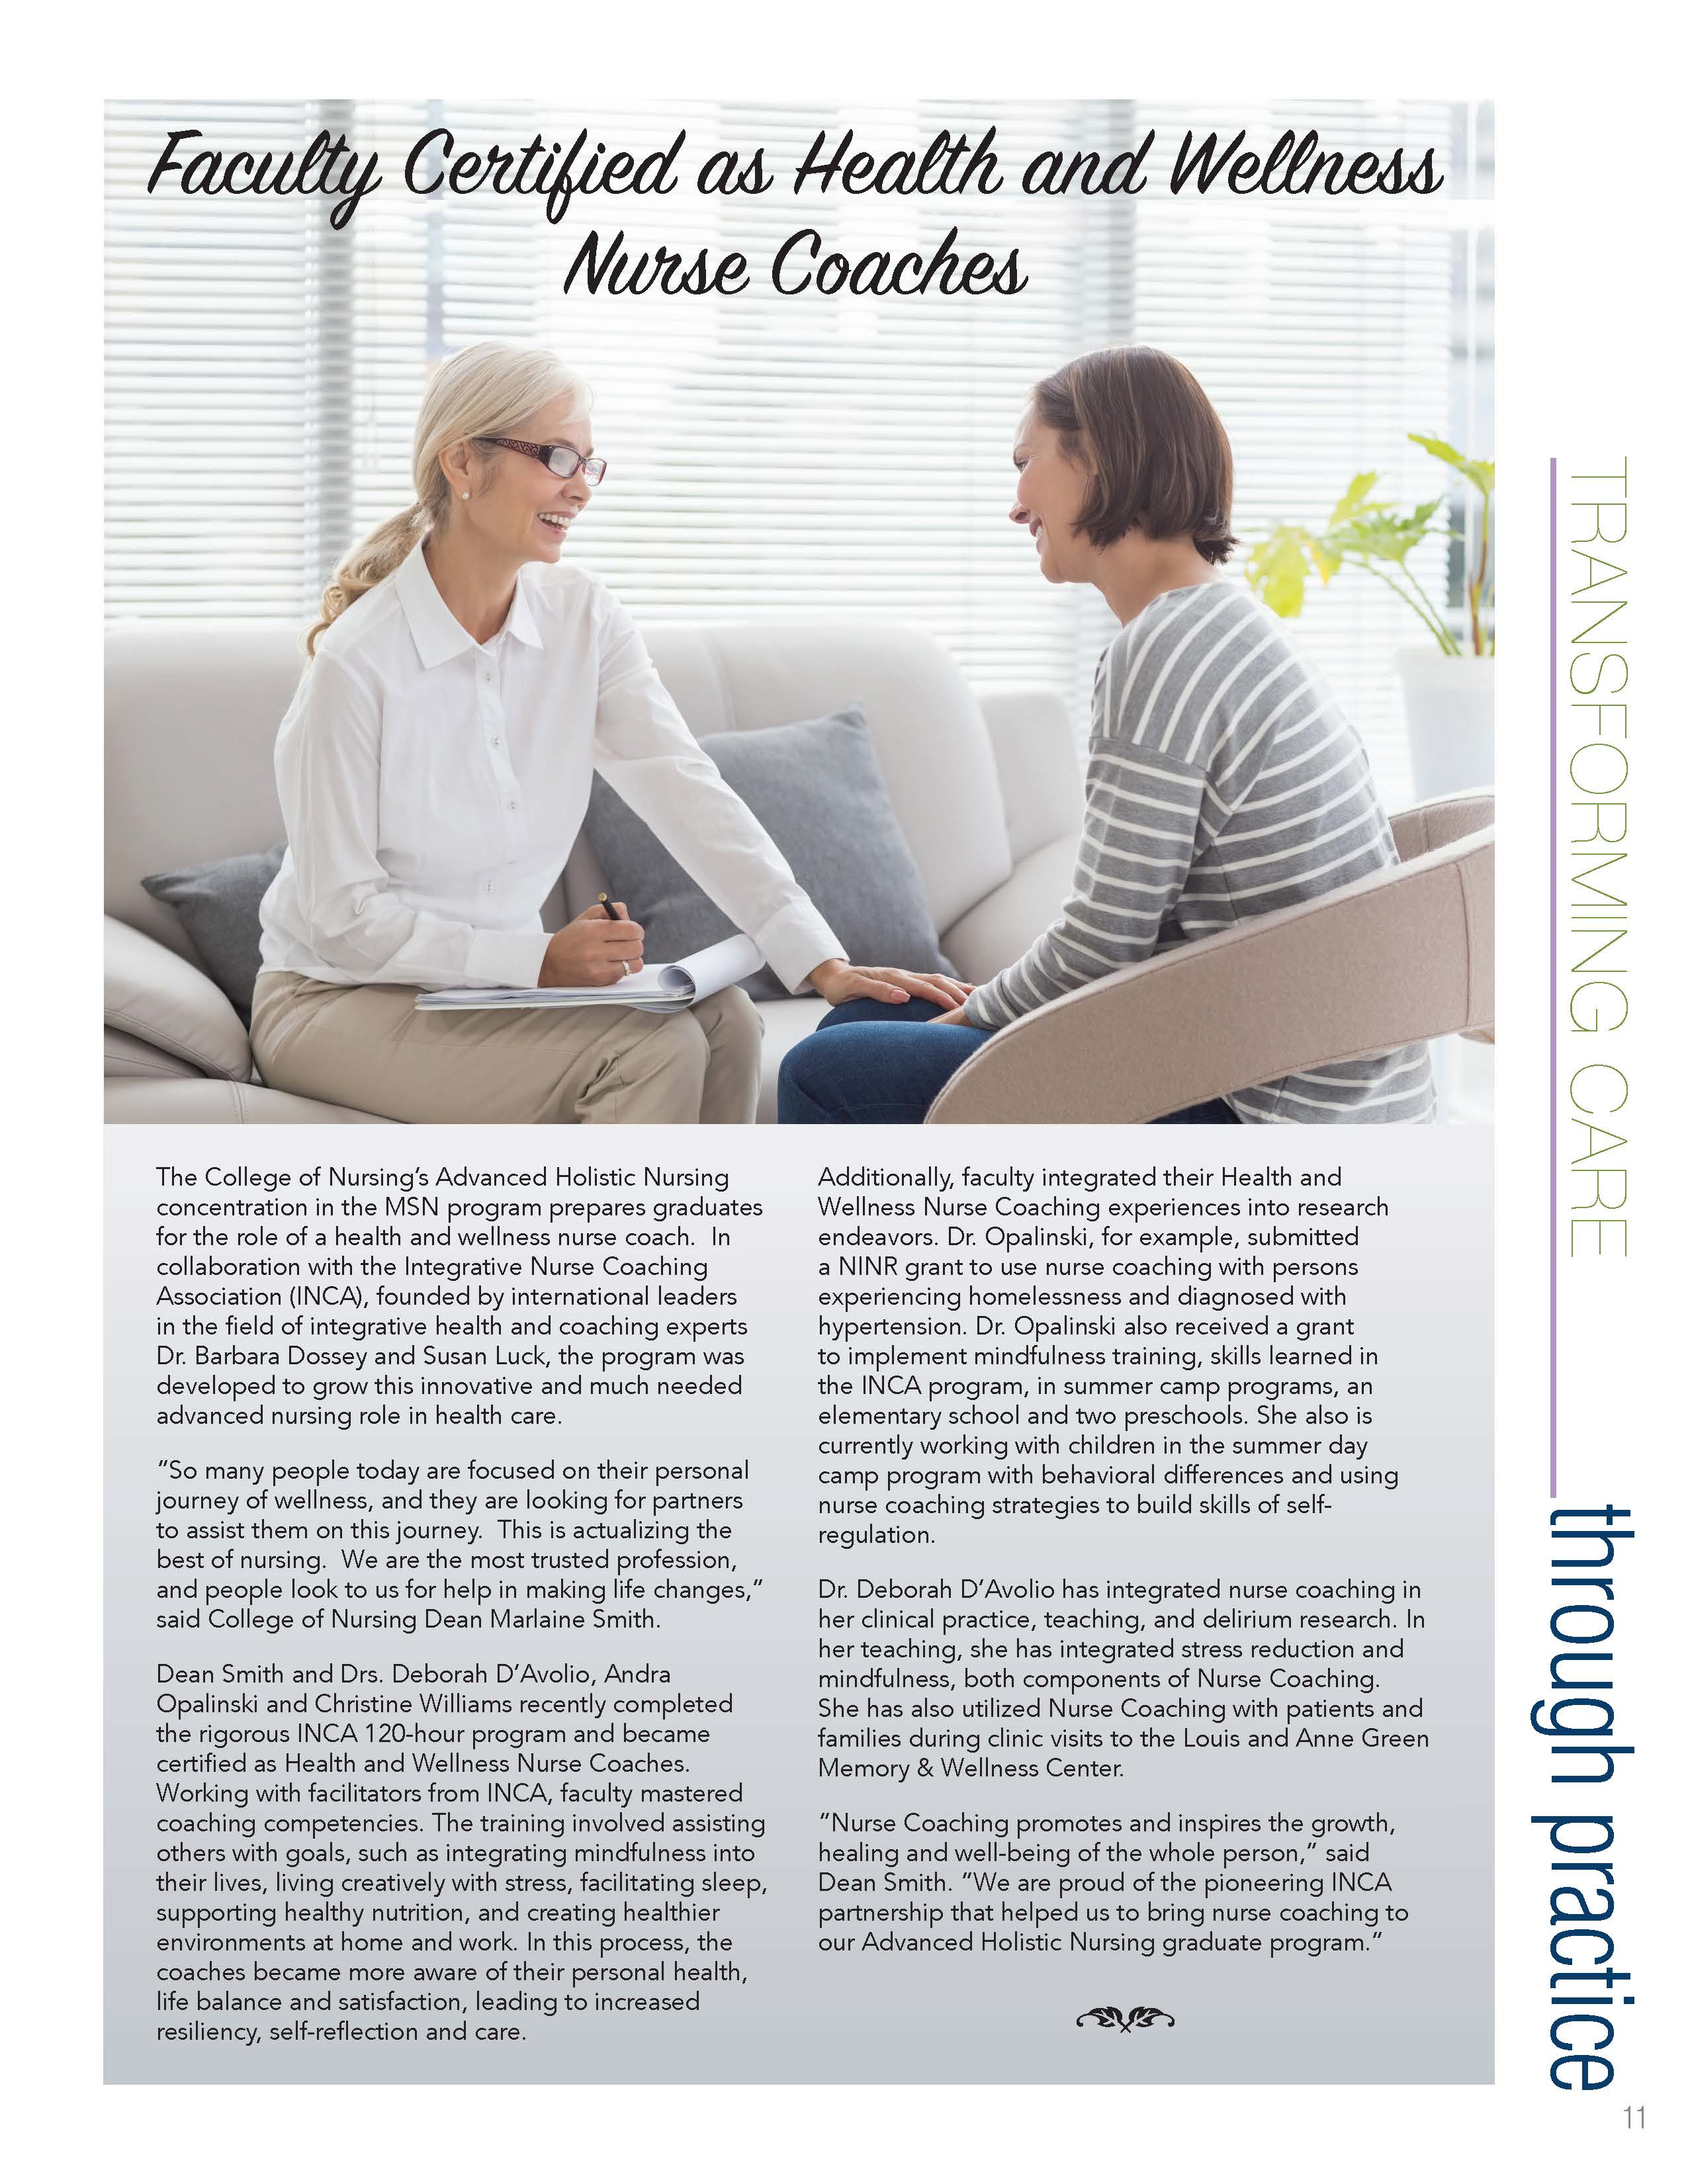 Faculty Certified as Health and Wellness
Nurse Coaches
The College of Nursing’s Advanced Holistic Nursing
concentration in the MSN program prepares graduates
for the role of a health and wellness nurse coach.  In
collaboration with the Integrative Nurse Coaching
Association (INCA), founded by international leaders
in the field of integrative health and coaching experts
Dr. Barbara Dossey and Susan Luck, the program was
developed to grow this innovative and much needed
advanced nursing role in health care.
“So many people today are focused on their personal
journey of wellness, and they are looking for partners
to assist them on this journey.  This is actualizing the
best of nursing.  We are the most trusted profession,
and people look to us for help in making life changes,”
said College of Nursing Dean Marlaine Smith.
Dean Smith and Drs. Deborah D’Avolio, Andra
Opalinski and Christine Williams recently completed
the rigorous INCA 120-hour program and became
certified as Health and Wellness Nurse Coaches.
Working with facilitators from INCA, faculty mastered
coaching competencies. The training involved assisting
others with goals, such as integrating mindfulness into
their lives, living creatively with stress, facilitating sleep,
supporting healthy nutrition, and creating healthier
environments at home and work. In this process, the
coaches became more aware of their personal health,
life balance and satisfaction, leading to increased
resiliency, self-reflection and care.
Additionally, faculty integrated their Health and
Wellness Nurse Coaching experiences into research
endeavors. Dr. Opalinski, for example, submitted
a NINR grant to use nurse coaching with persons
experiencing homelessness and diagnosed with
hypertension. Dr. Opalinski also received a grant
to implement mindfulness training, skills learned in
the INCA program, in summer camp programs, an
elementary school and two preschools. She also is
currently working with children in the summer day
camp program with behavioral differences and using
nurse coaching strategies to build skills of self-
regulation.
Dr. Deborah D’Avolio has integrated nurse coaching in
her clinical practice, teaching, and delirium research. In
her teaching, she has integrated stress reduction and
mindfulness, both components of Nurse Coaching.
She has also utilized Nurse Coaching with patients and
families during clinic visits to the Louis and Anne Green
Memory & Wellness Center.
“Nurse Coaching promotes and inspires the growth,
healing and well-being of the whole person,” said
Dean Smith. “We are proud of the pioneering INCA
partnership that helped us to bring nurse coaching to
our Advanced Holistic Nursing graduate program.”
TRANSFORMING CARE
through practice
11